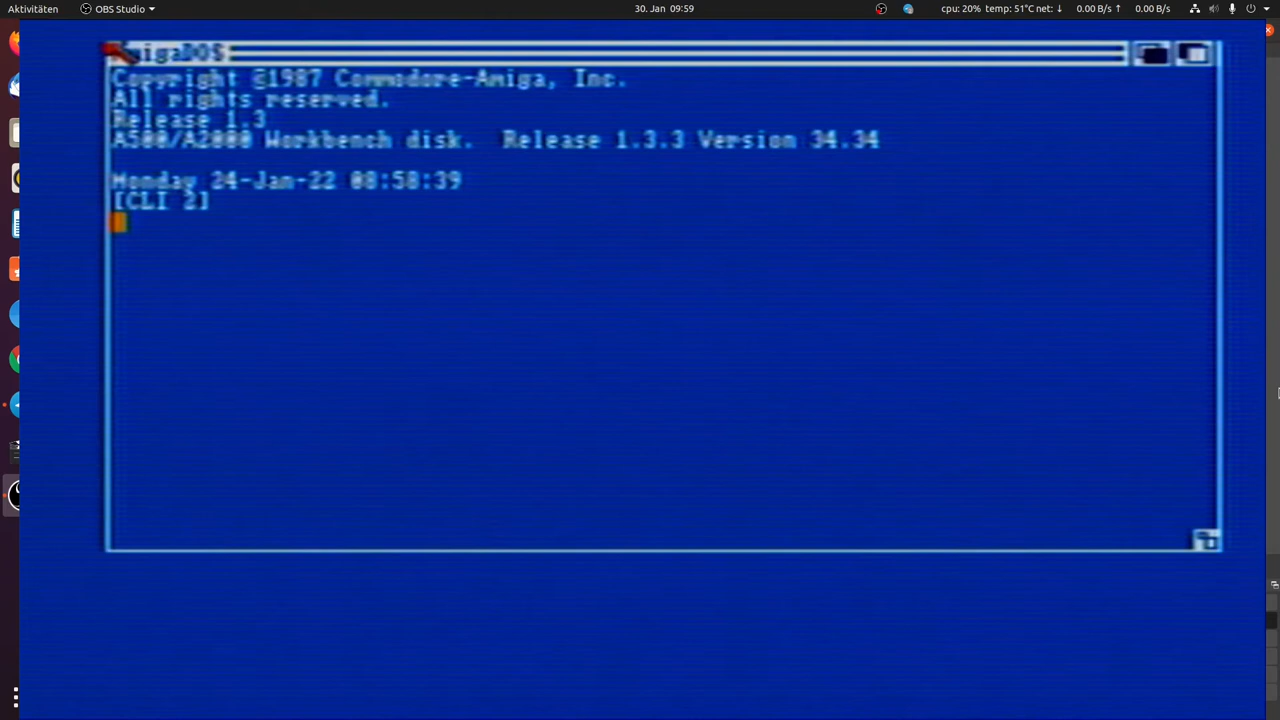 Aktivitäten
OBS Studio
30. Jan 09:59
cpu: 20% temp: 51°C net: ↓ 0.00 B/s ↑ 0.00 B/s
AmigaDOS
Copyright ©1987 Commodore-Amiga, Inc.
All rights reserved.
Release 1.3
A500/A2000 Workbench disk. Release 1.3.3 Version 34.34
Monday 24-Jan-22 08:58:39
[CLI 2]